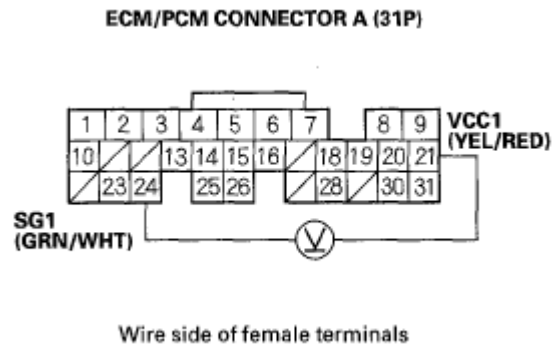 ECM/PCM CONNECTOR A (31P)
1 2 3 4 5 6 7 8 9
VCC1
(YEL/RED)
10 13 14 15 16 18 19 20 21
23 24 25 26 28 30 31
SG1
(GRN/WHT)
V
Wire side of female terminals